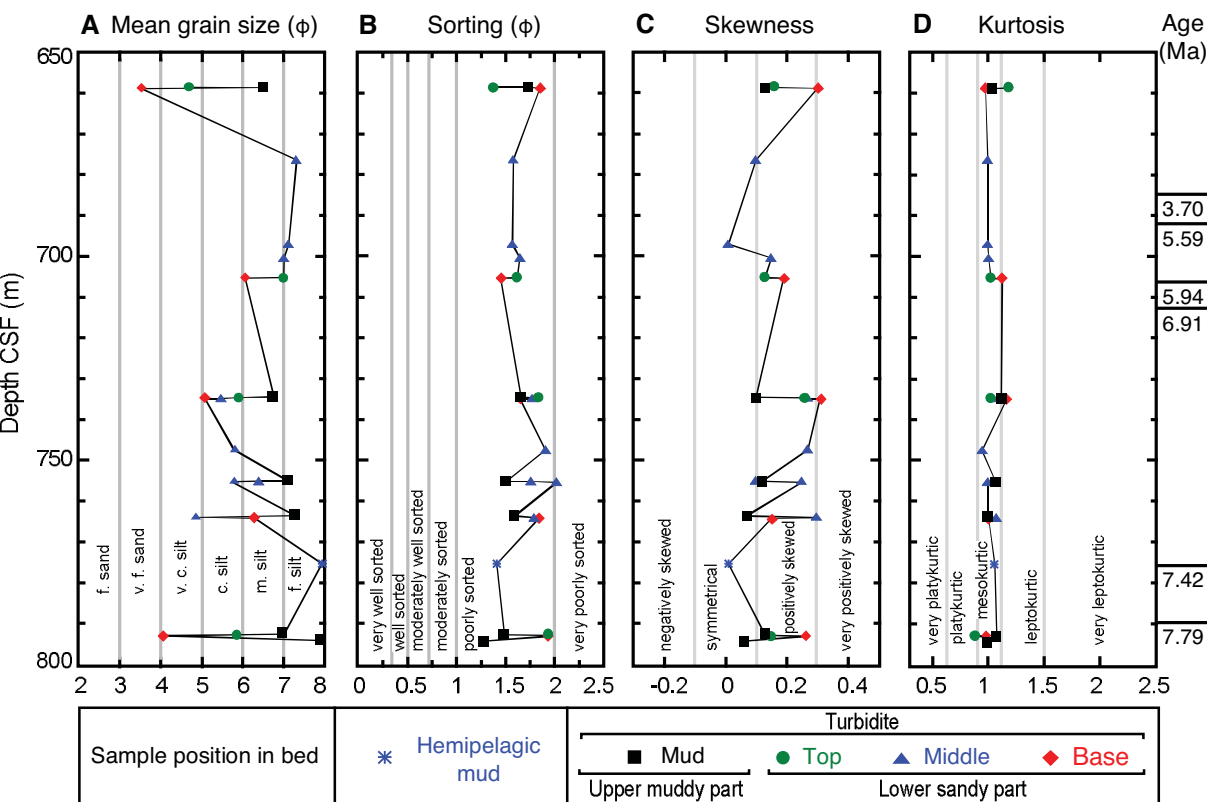 A Mean grain size (φ)
B Sorting (φ)
C Skewness
D Kurtosis
Age
(Ma)
Depth CSF (m)
650
700
750
800
3.70
5.59
5.94
6.91
7.42
7.79
f. sand
v. f. sand
v. c. silt
c. silt
m. silt
f. silt
very well sorted
well sorted
moderately well sorted
moderately sorted
poorly sorted
very poorly sorted
negatively skewed
symmetrical
positively skewed
very positively skewed
very platykurtic
platykurtic
mesokurtic
leptokurtic
very leptokurtic
2 3 4 5 6 7 8
0 0.5 1 1.5 2 2.5
-0.2 0 0.2 0.4
0.5 1 1.5 2 2.5
Sample position in bed
Hemipelagic
mud
Turbidite
Mud
Top
Middle
Base
Upper muddy part
Lower sandy part